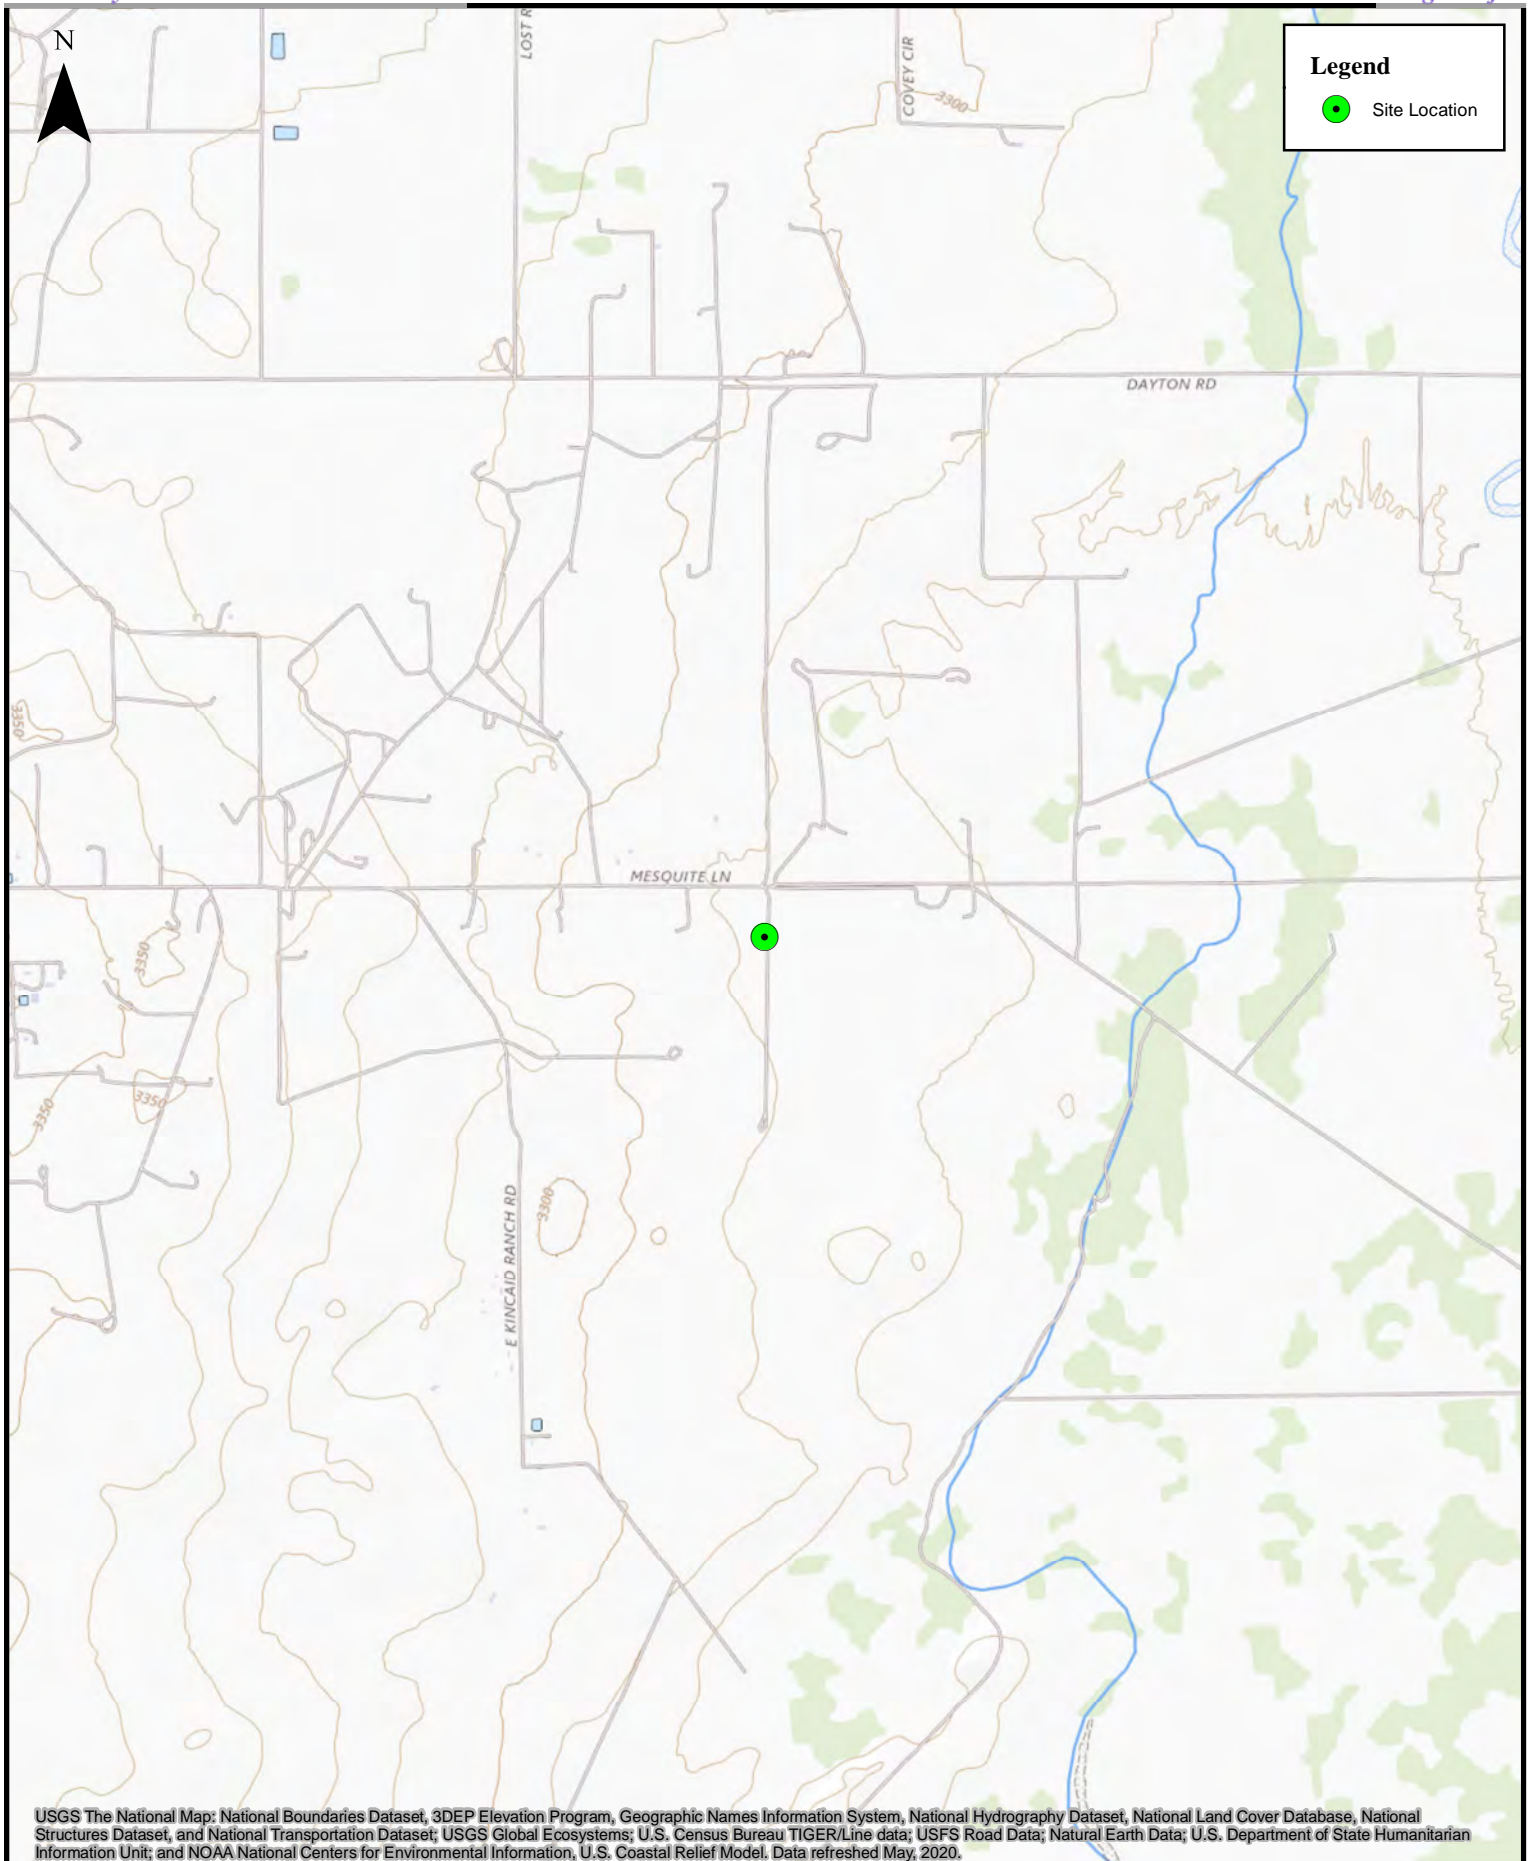 N
LOST R
COVEY CIR
3300
Legend
Site Location
DAYTON RD
3350
MESQUITE LN
3350
3350
3350
E KINCAID RANCH RD
3300
USGS The National Map: National Boundaries Dataset, 3DEP Elevation Program, Geographic Names Information System, National Hydrography Dataset, National Land Cover Database, National
Structures Dataset, and National Transportation Dataset; USGS Global Ecosystems; U.S. Census Bureau TIGER/Line data; USFS Road Data; Natural Earth Data; U.S. Department of State Humanitarian
Information Unit; and NOAA National Centers for Environmental Information, U.S. Coastal Relief Model. Data refreshed May, 2020.